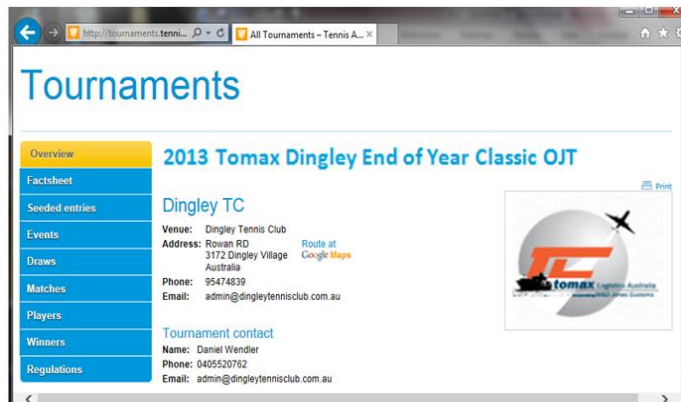 http://tournaments.tenni...
All Tournaments – Tennis A...
Tournaments
Overview
Factsheet
Seeded entries
Events
Draws
Matches
Players
Winners
Regulations
2013 Tomax Dingley End of Year Classic OJT
Print
Dingley TC
Venue: Dingley Tennis Club
Address: Rowan RD
3172 Dingley Village
Australia
Route at
Google Maps
Phone: 95474839
Email: admin@dingleytennisclub.com.au
Tournament contact
Name: Daniel Wendler
Phone: 0405520762
Email: admin@dingleytennisclub.com.au
TL
tomax Logistics Australia